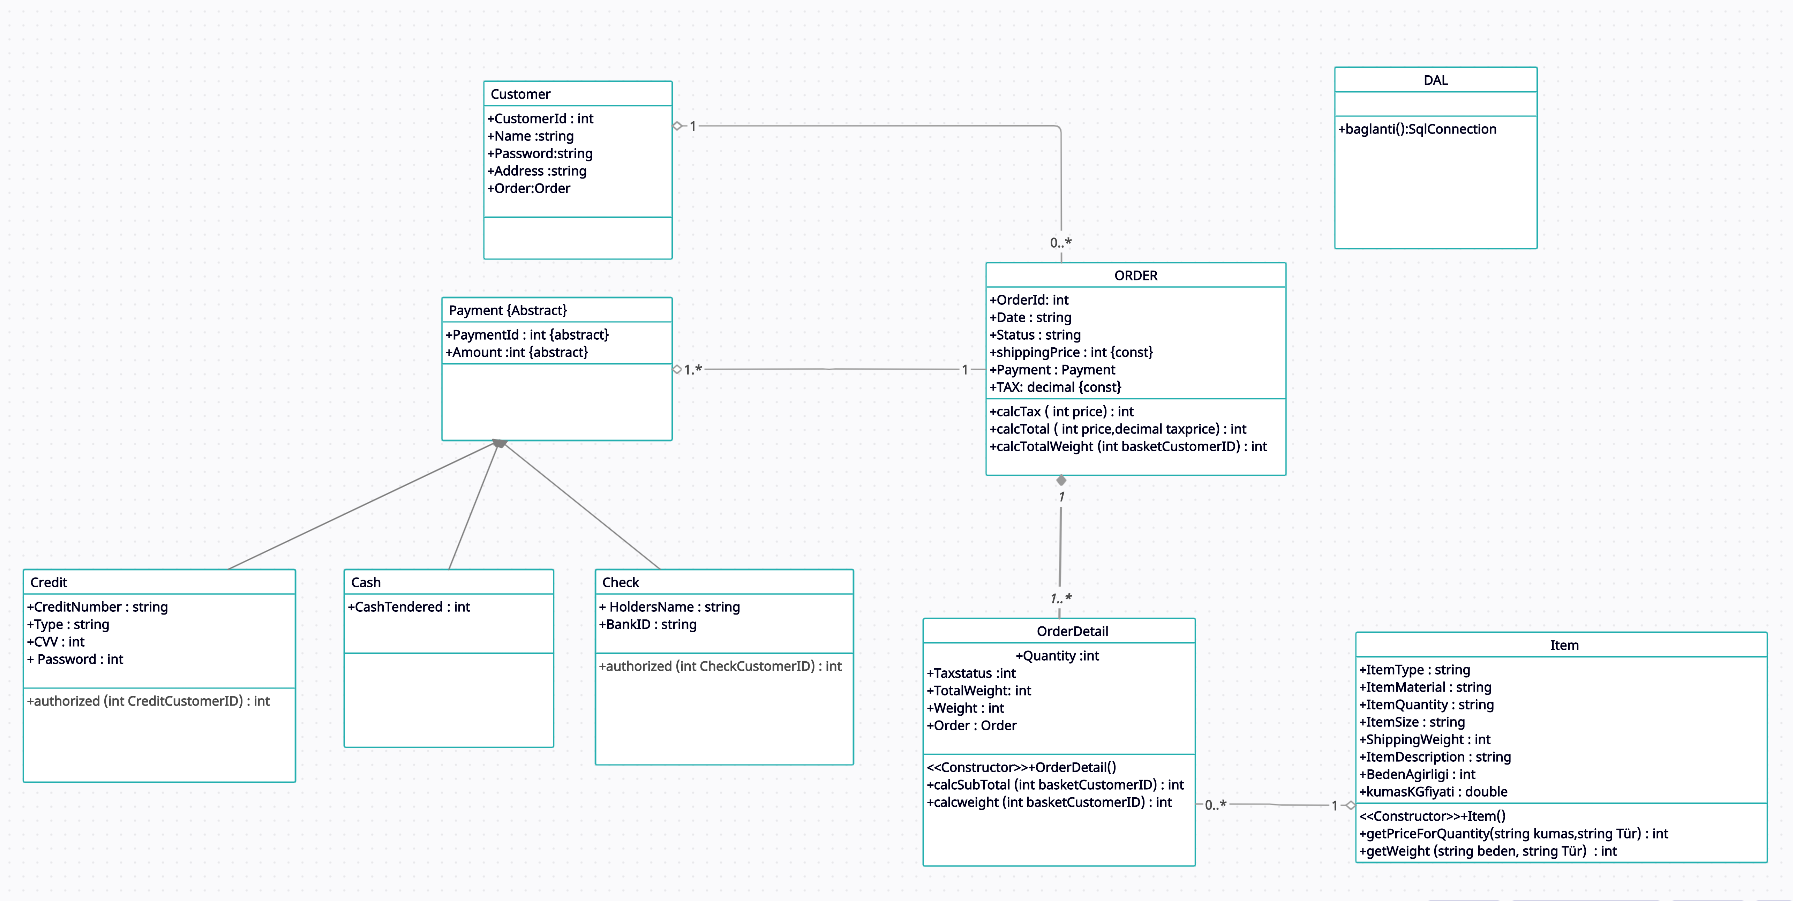 Customer
+CustomerId : int
+Name :string
+Password:string
+Address :string
+Order:Order
1
0..*
DAL
+baglanti():SqlConnection
Payment {Abstract}
+PaymentId : int {abstract}
+Amount :int {abstract}
1.*
1
ORDER
+OrderId: int
+Date : string
+Status : string
+shippingPrice : int {const}
+Payment : Payment
+TAX: decimal {const}
+calcTax ( int price) : int
+calcTotal ( int price,decimal taxprice) : int
+calcTotalWeight (int basketCustomerID) : int
1
1..*
Credit
+CreditNumber : string
+Type : string
+CVV : int
+ Password : int
+authorized (int CreditCustomerID) : int
Cash
+CashTendered : int
Check
+ HoldersName : string
+BankID : string
+authorized (int CheckCustomerID) : int
OrderDetail
+Quantity :int
+Taxstatus :int
+TotalWeight: int
+Weight : int
+Order : Order
<<Constructor>>+OrderDetail()
+calcSubTotal (int basketCustomerID) : int
+calcweight (int basketCustomerID) : int
0..*
1
Item
+ItemType : string
+ItemMaterial : string
+ItemQuantity : string
+ItemSize : string
+ShippingWeight : int
+ItemDescription : string
+BedenAgirligi : int
+kumasKGfiyati : double
<<Constructor>>+Item()
+getPriceForQuantity(string kumas,string Tür) : int
+getWeight (string beden, string Tür)  : int